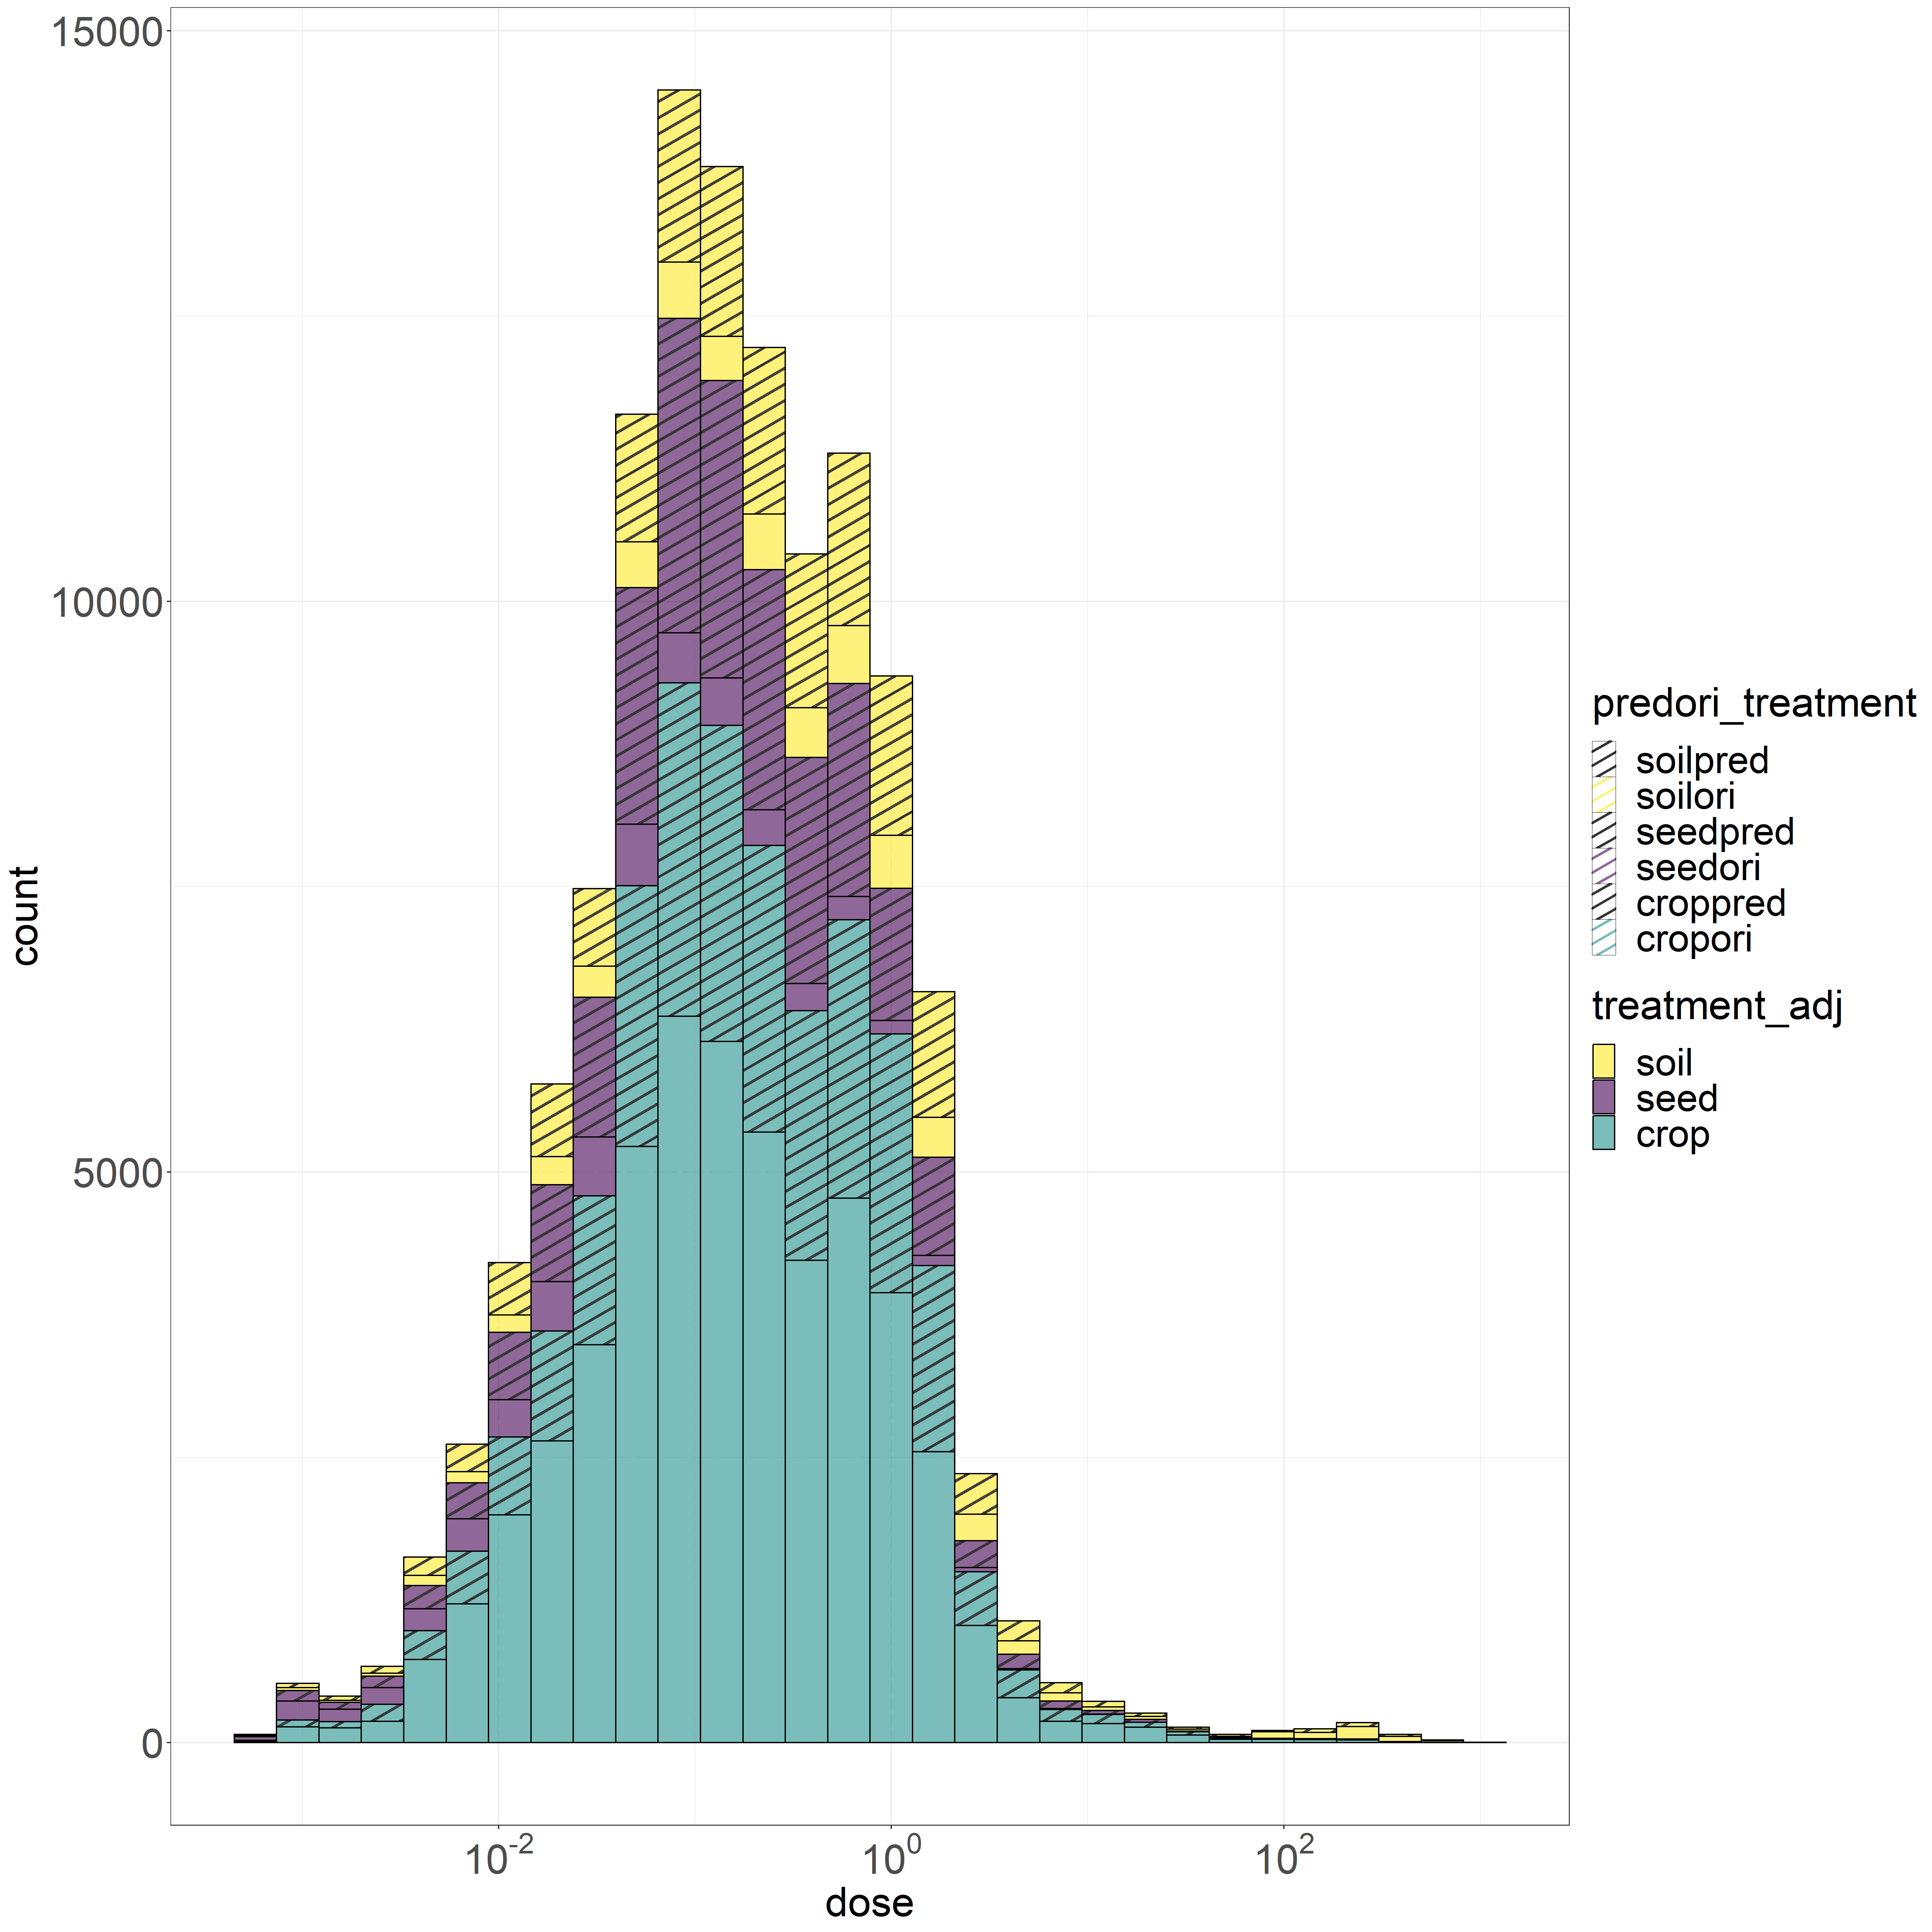 15000
10000
5000
0
count
10^-2
10^0
10^2
dose
predori_treatment
soilpred
soilori
seedpred
seedori
croppred
cropori
treatment_adj
soil
seed
crop